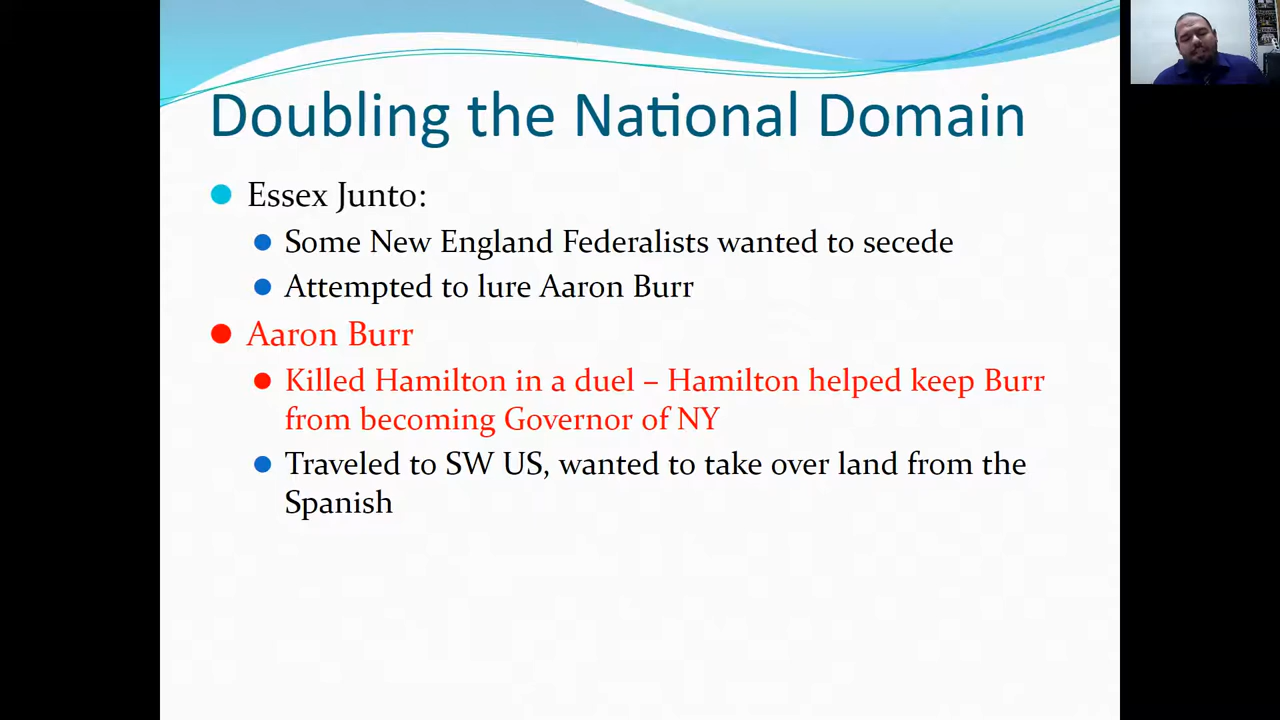 Doubling the National Domain
Essex Junto:
Some New England Federalists wanted to secede
Attempted to lure Aaron Burr
Aaron Burr
Killed Hamilton in a duel – Hamilton helped keep Burr
from becoming Governor of NY
Traveled to SW US, wanted to take over land from the
Spanish